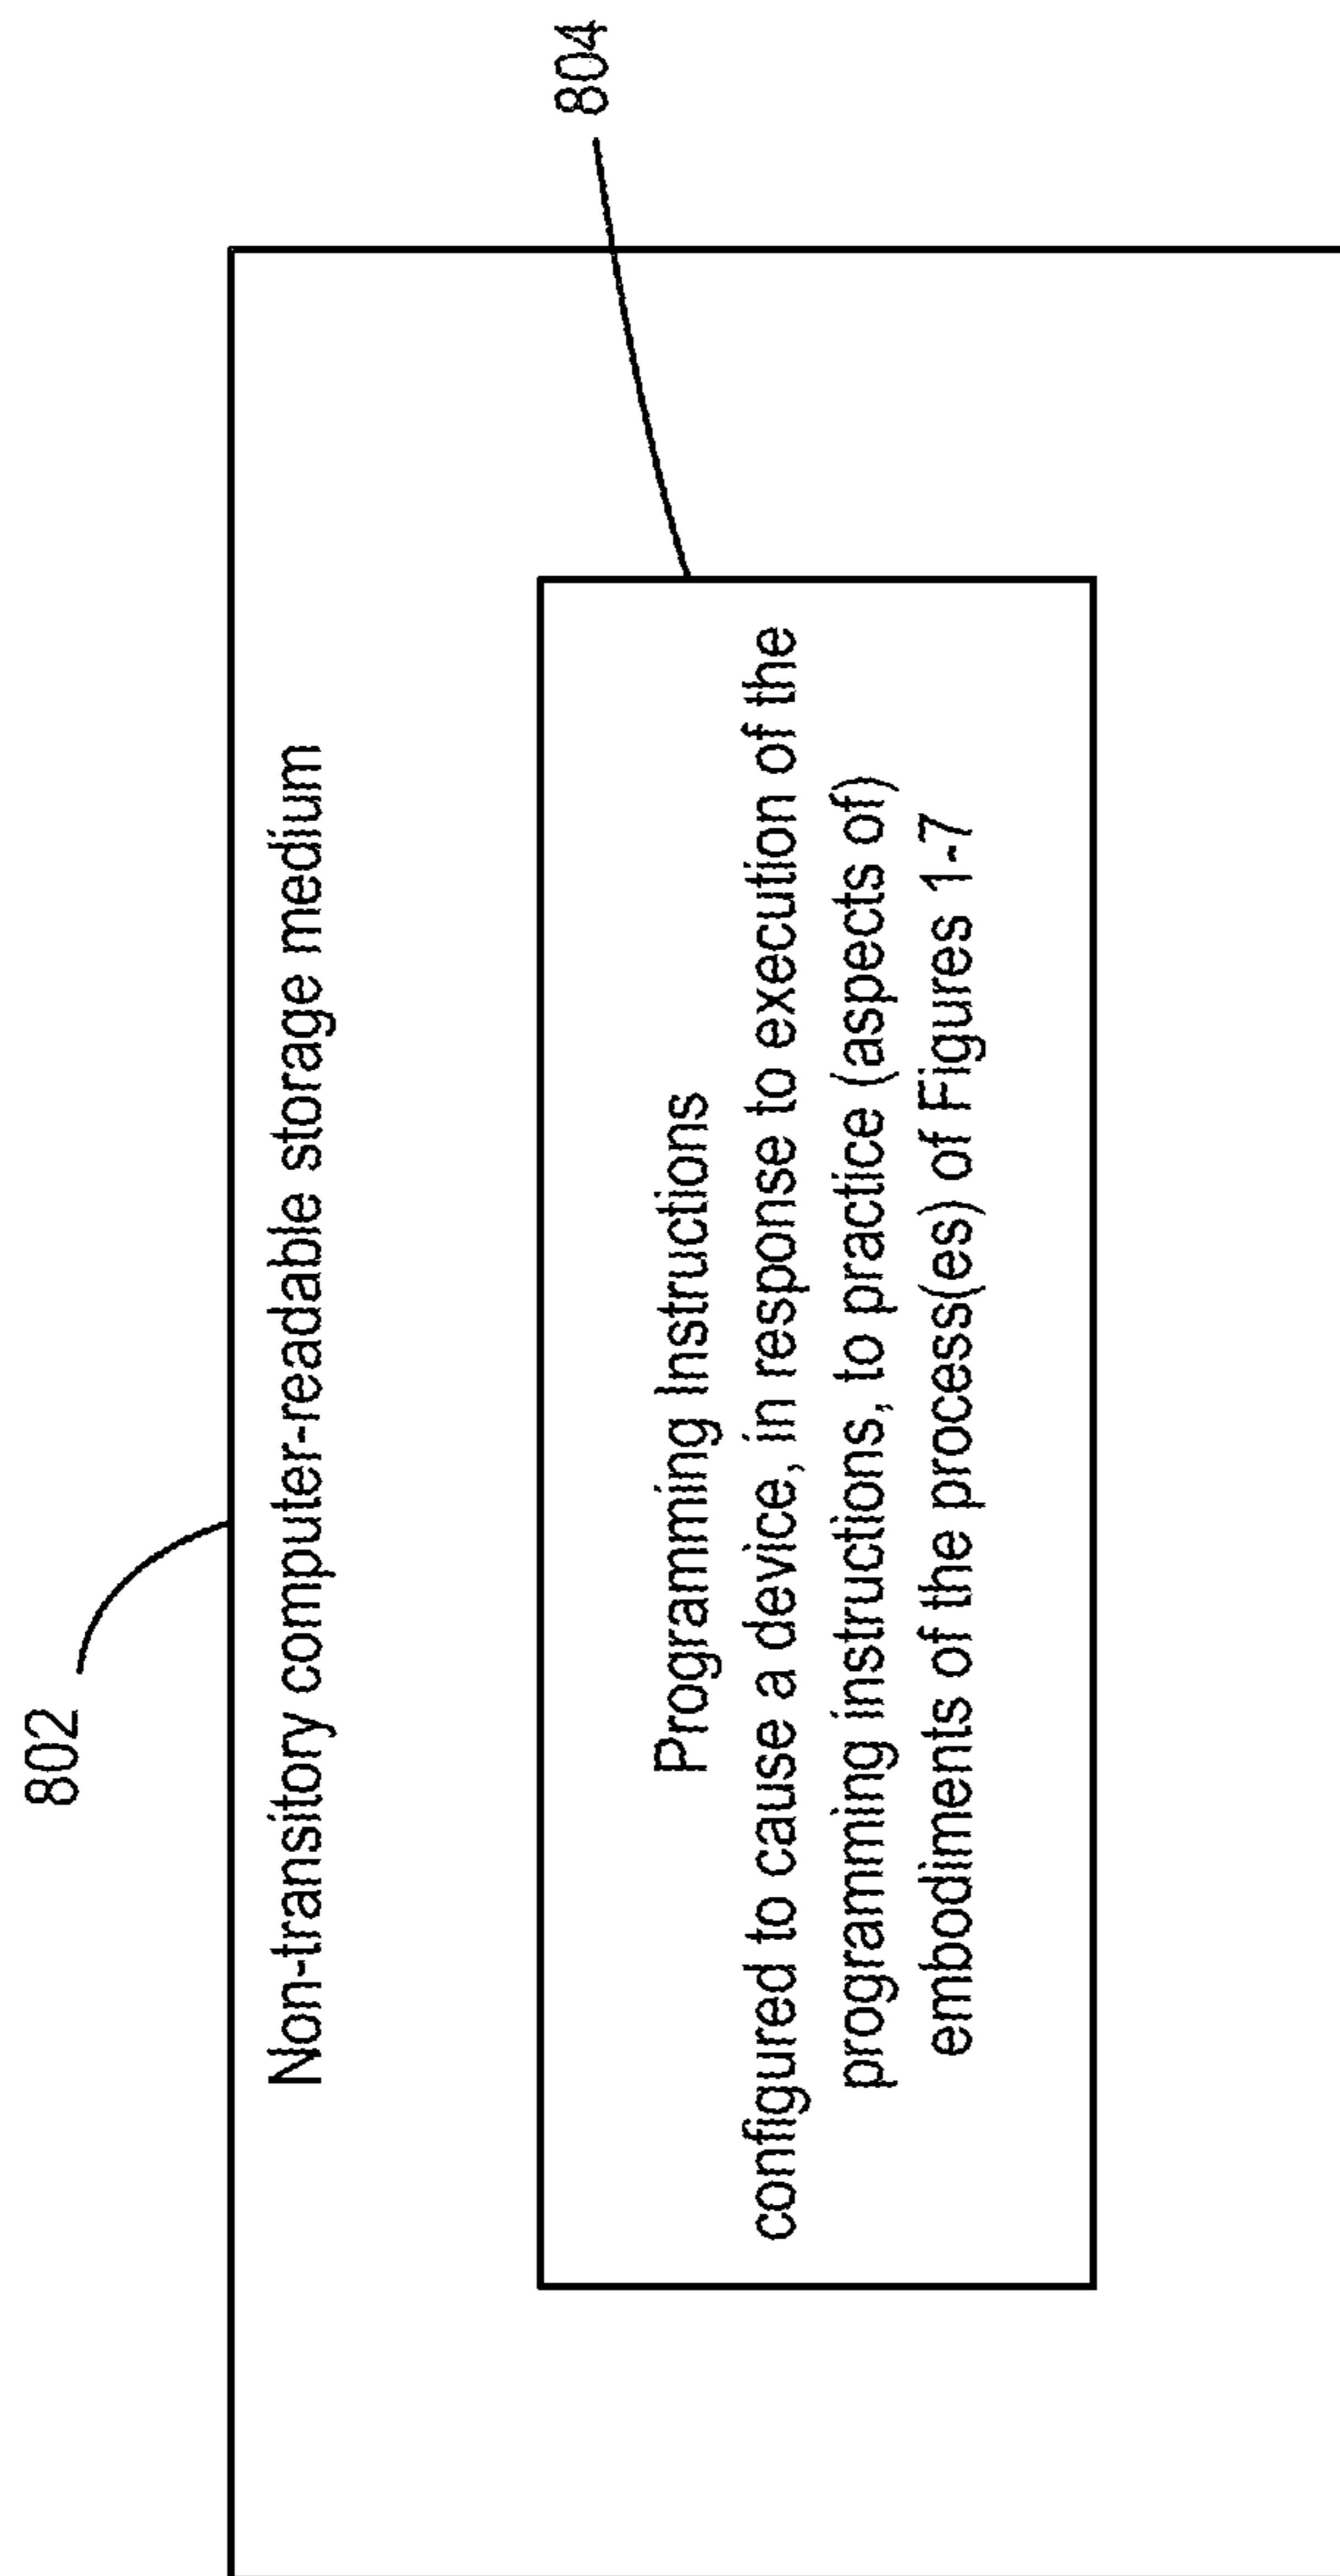 802
Non-transitory computer-readable storage medium
804
Programming Instructions
configured to cause a device, in response to execution of the
programming instructions, to practice (aspects of)
embodiments of the process(es) of Figures 1-7